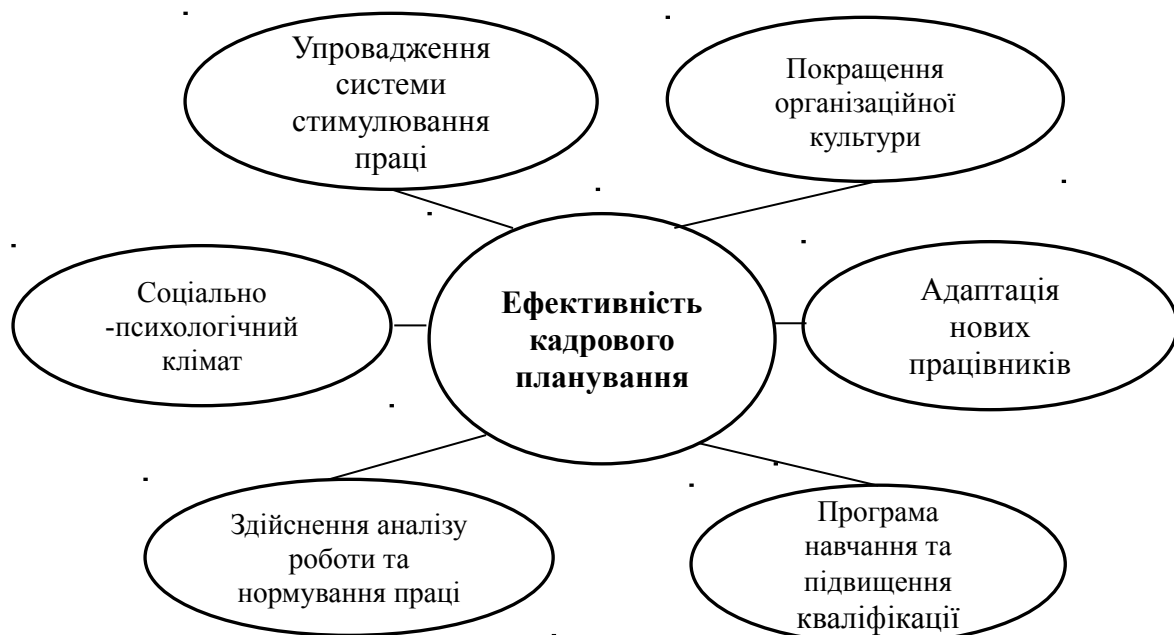 Упровадження
системи
стимулювання
праці
Покращення
організаційної
культури
Соціально
-психологічний
клімат
Ефективність
кадрового
планування
Адаптація
нових
працівників
Здійснення аналізу
роботи та
нормування праці
Програма
навчання та
підвищення
кваліфікації